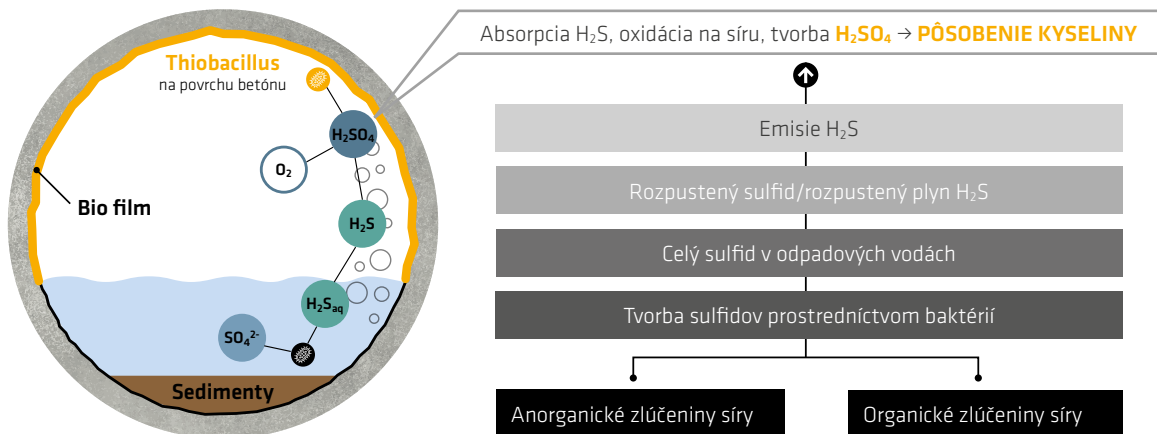 Absorpcia H₂S, oxidácia na síru, tvorba H₂SO₄ → PÔSOBENIE KYSELINY
Thiobacillus
na povrchu betónu
H₂SO₄
O₂
Bio film
H₂S
H₂Sₐq
SO₄²⁻
Sedimenty
Emisie H₂S
Rozpustený sulfid/rozpustený plyn H₂S
Celý sulfid v odpadových vodách
Tvorba sulfidov prostredníctvom baktérií
Anorganické zlúčeniny síry
Organické zlúčeniny síry